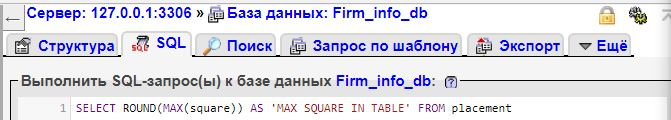 Сервер: 127.0.0.1:3306 » База данных: Firm_info_db
Структура SQL Поиск Запрос по шаблону Экспорт Ещё
Выполнить SQL-запрос(ы) к базе данных Firm_info_db:
1 SELECT ROUND(MAX(square)) AS 'MAX SQUARE IN TABLE' FROM placement